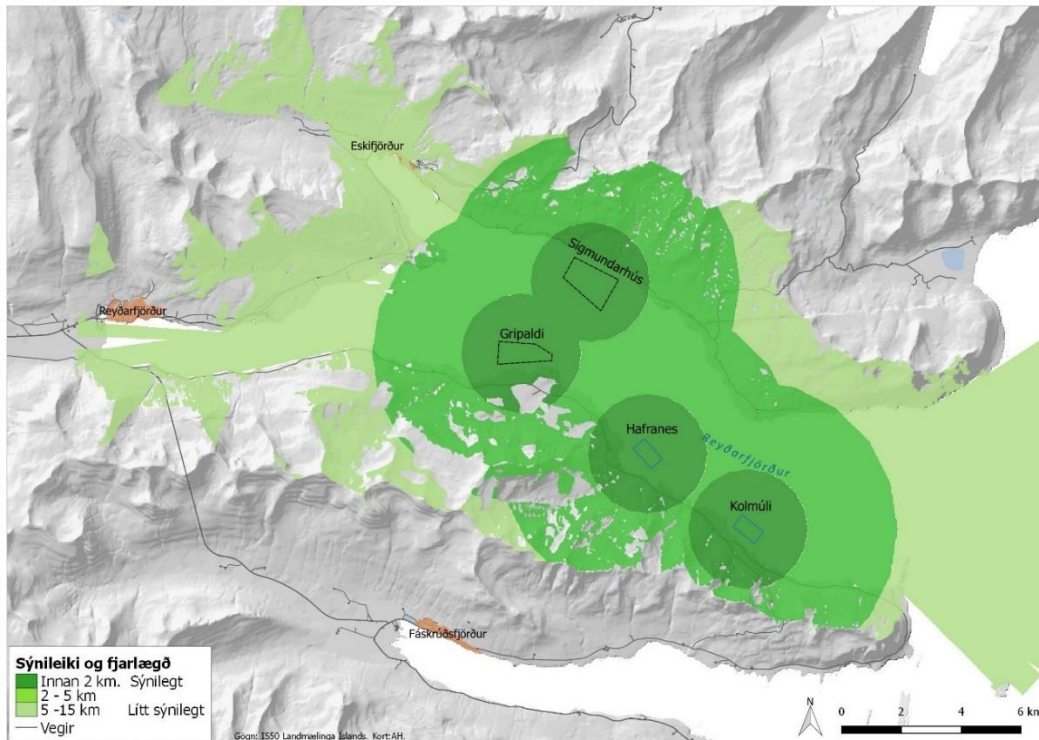 Eskifjörður
Sigmundarhús
Reyðarfjörður
Gripaldi
Hafranes
Reyðarfjörður
Kolmúli
Fáskrúðsfjörður
Sýnileiki og fjarlægð
Innan 2 km. Sýnilegt
2 - 5 km
5 -15 km Lítt sýnilegt
Vegir
Gögn: IS50 Landmælinga Íslands. Kort:AH.
N
0 2 4 6 km